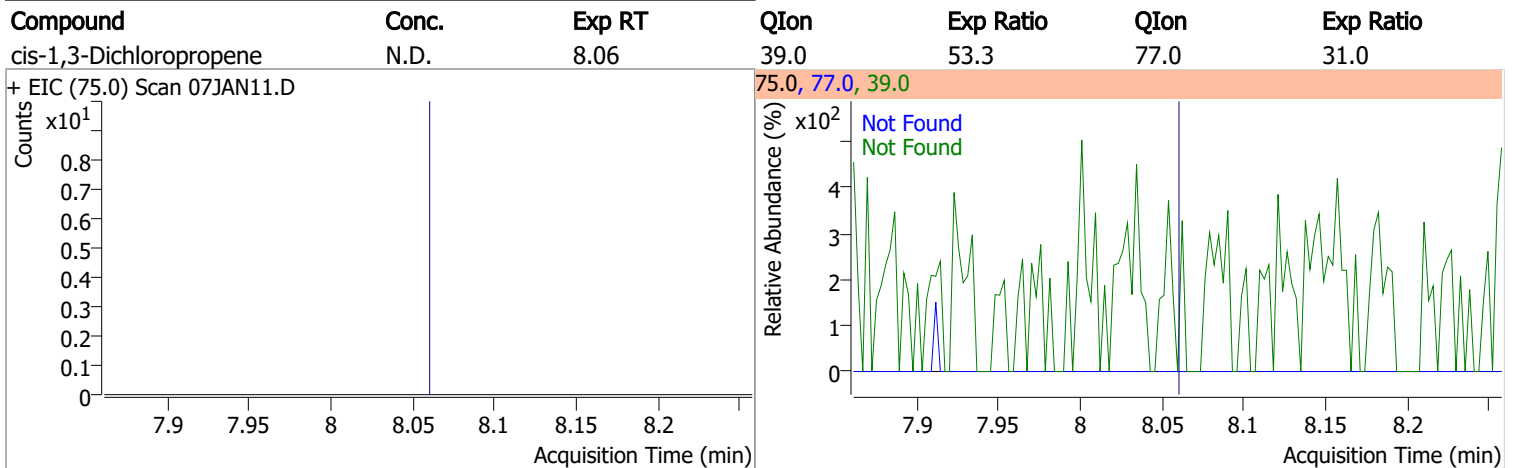 Compound Conc. Exp RT QIon Exp Ratio QIon Exp Ratio
cis-1,3-Dichloropropene N.D. 8.06 39.0 53.3 77.0 31.0
+ EIC (75.0) Scan 07JAN11.D
Counts
x10¹
0.8
0.7
0.6
0.5
0.4
0.3
0.2
0.1
0
7.9 7.95 8 8.05 8.1 8.15 8.2
Acquisition Time (min)
75.0, 77.0, 39.0
Relative Abundance (%)
x10²
Not Found
Not Found
4
3
2
1
0
7.9 7.95 8 8.05 8.1 8.15 8.2
Acquisition Time (min)